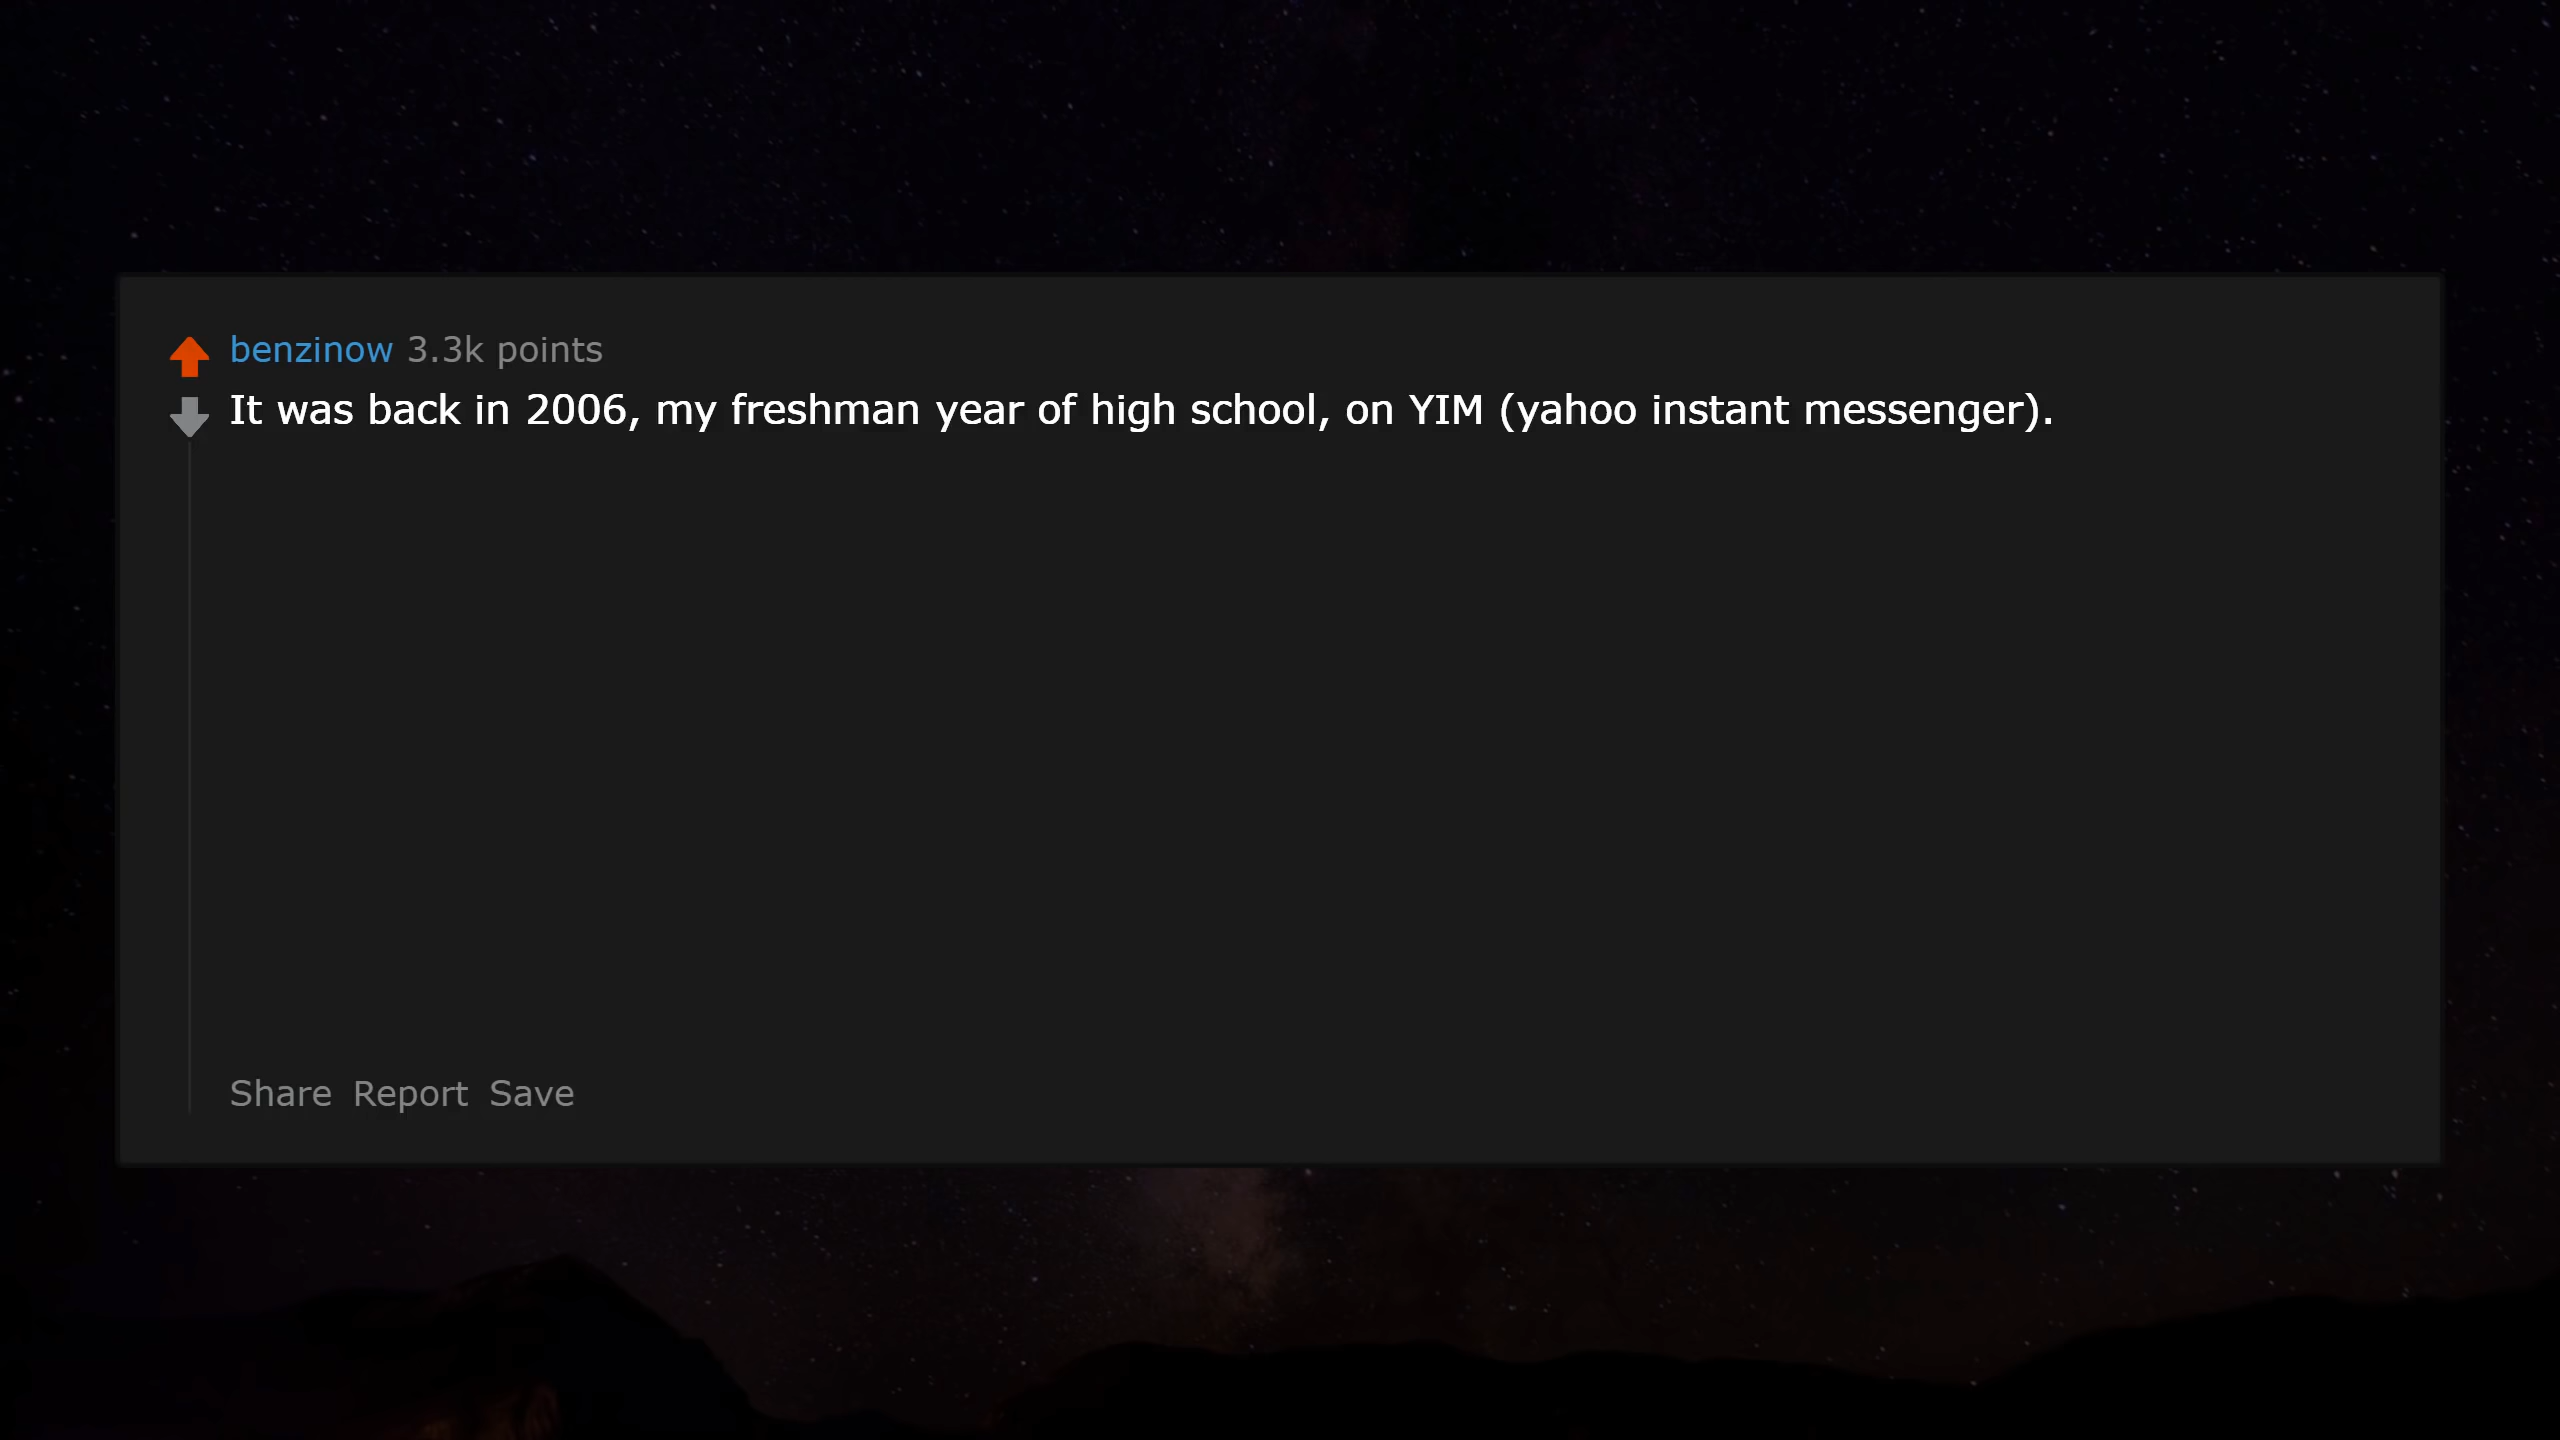 benzinow 3.3k points
It was back in 2006, my freshman year of high school, on YIM (yahoo instant messenger).
Share Report Save